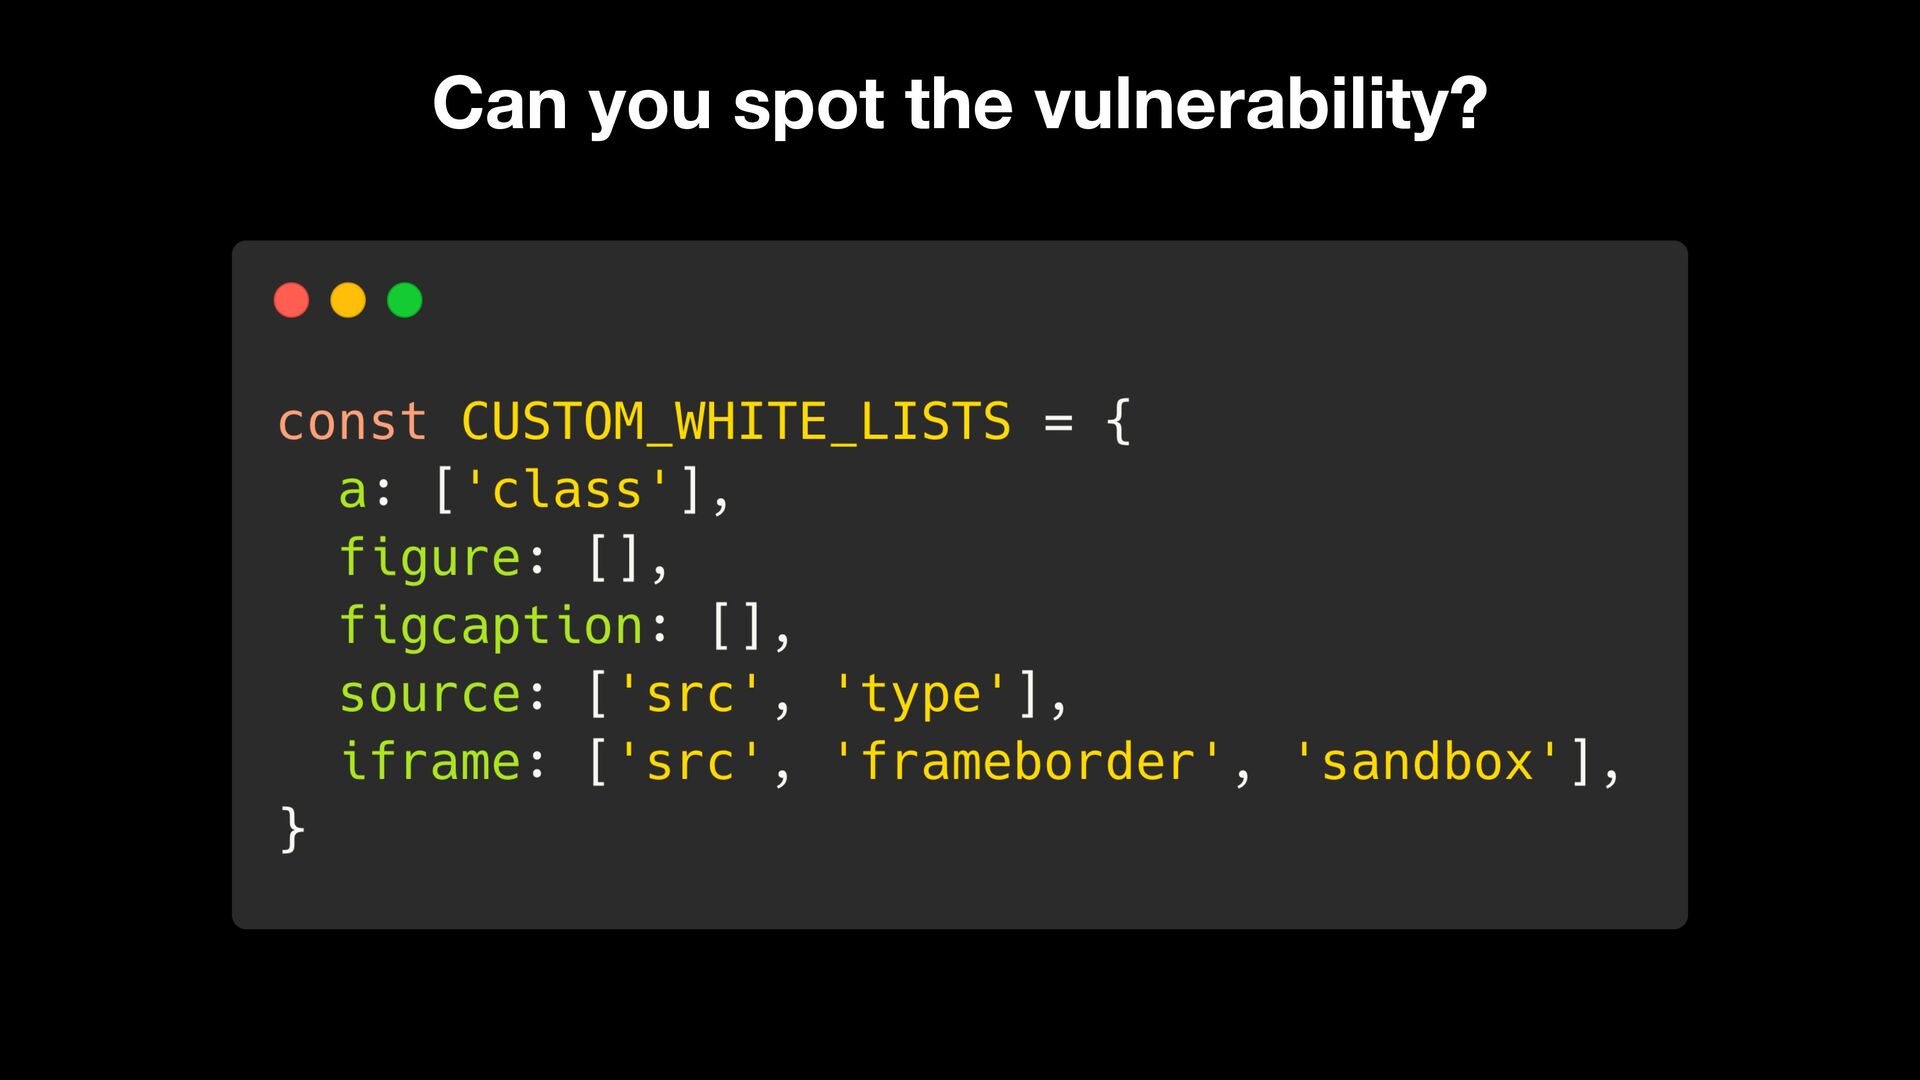 Can you spot the vulnerability?
const CUSTOM_WHITE_LISTS = {
  a: ['class'],
  figure: [],
  figcaption: [],
  source: ['src', 'type'],
  iframe: ['src', 'frameborder', 'sandbox'],
}